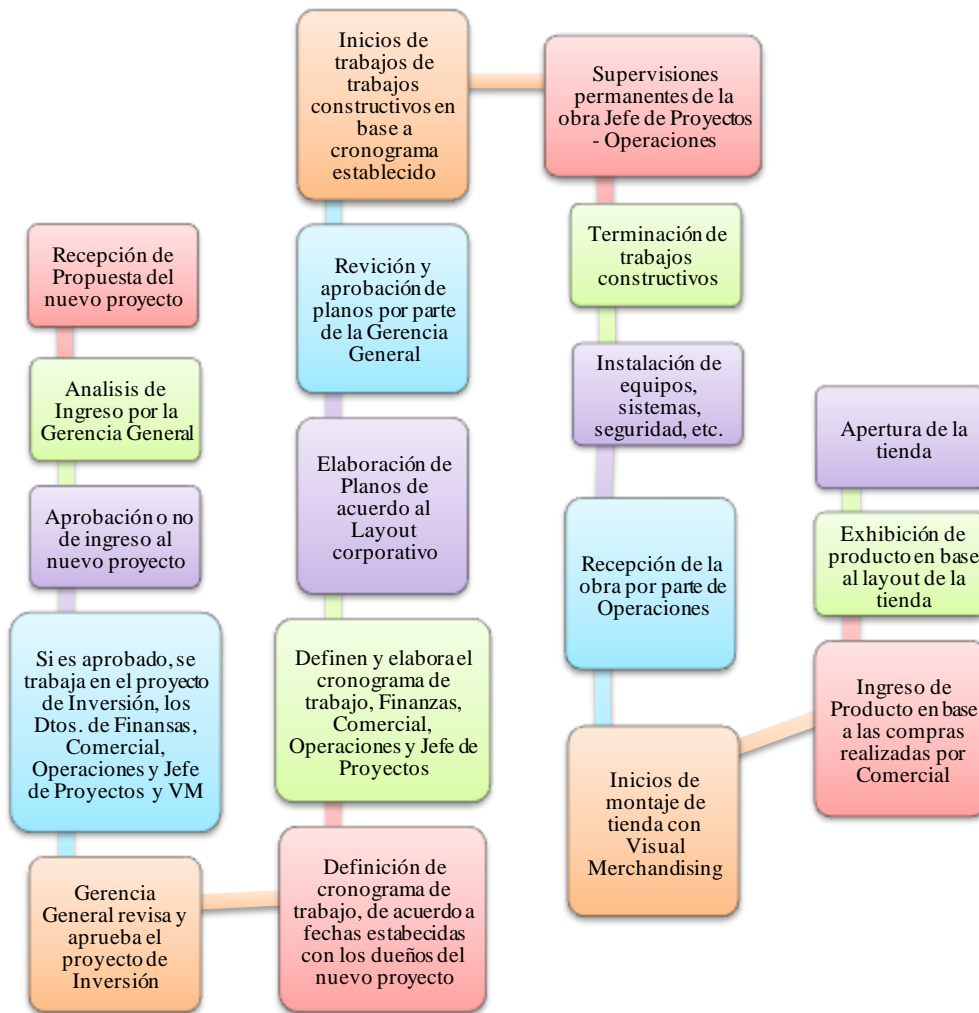 Recepción de
Propuesta del
nuevo proyecto
Analisis de
Ingreso por la
Gerencia General
Aprobación o no
de ingreso al
nuevo proyecto
Si es aprobado, se
trabaja en el proyecto
de Inversión, los
Dtos. de Finansas,
Comercial,
Operaciones y Jefe
de Proyectos y VM
Gerencia
General revisa y
aprueba el
proyecto de
Inversión
Definición de
cronograma de
trabajo, de acuerdo a
fechas estabecidas
con los dueños del
nuevo proyecto
Definen y elabora el
cronograma de
trabajo, Finanzas,
Comercial,
Operaciones y Jefe de
Proyectos
Elaboración de
Planos de
acuerdo al
Layout
corporativo
Revición y
aprobación de
planos por parte
de la Gerencia
General
Inicios de
trabajos de
trabajos
constructivos en
base a
cronograma
establecido
Supervisiones
permanentes de la
obra Jefe de Proyectos
- Operaciones
Terminación de
trabajos
constructivos
Instalación de
equipos,
sistemas,
seguridad, etc.
Recepción de la
obra por parte de
Operaciones
Inicios de
montaje de
tienda con
Visual
Merchandising
Ingreso de
Producto en base
a las compras
realizadas por
Comercial
Exhibición de
producto en base
al layout de la
tienda
Apertura de la
tienda